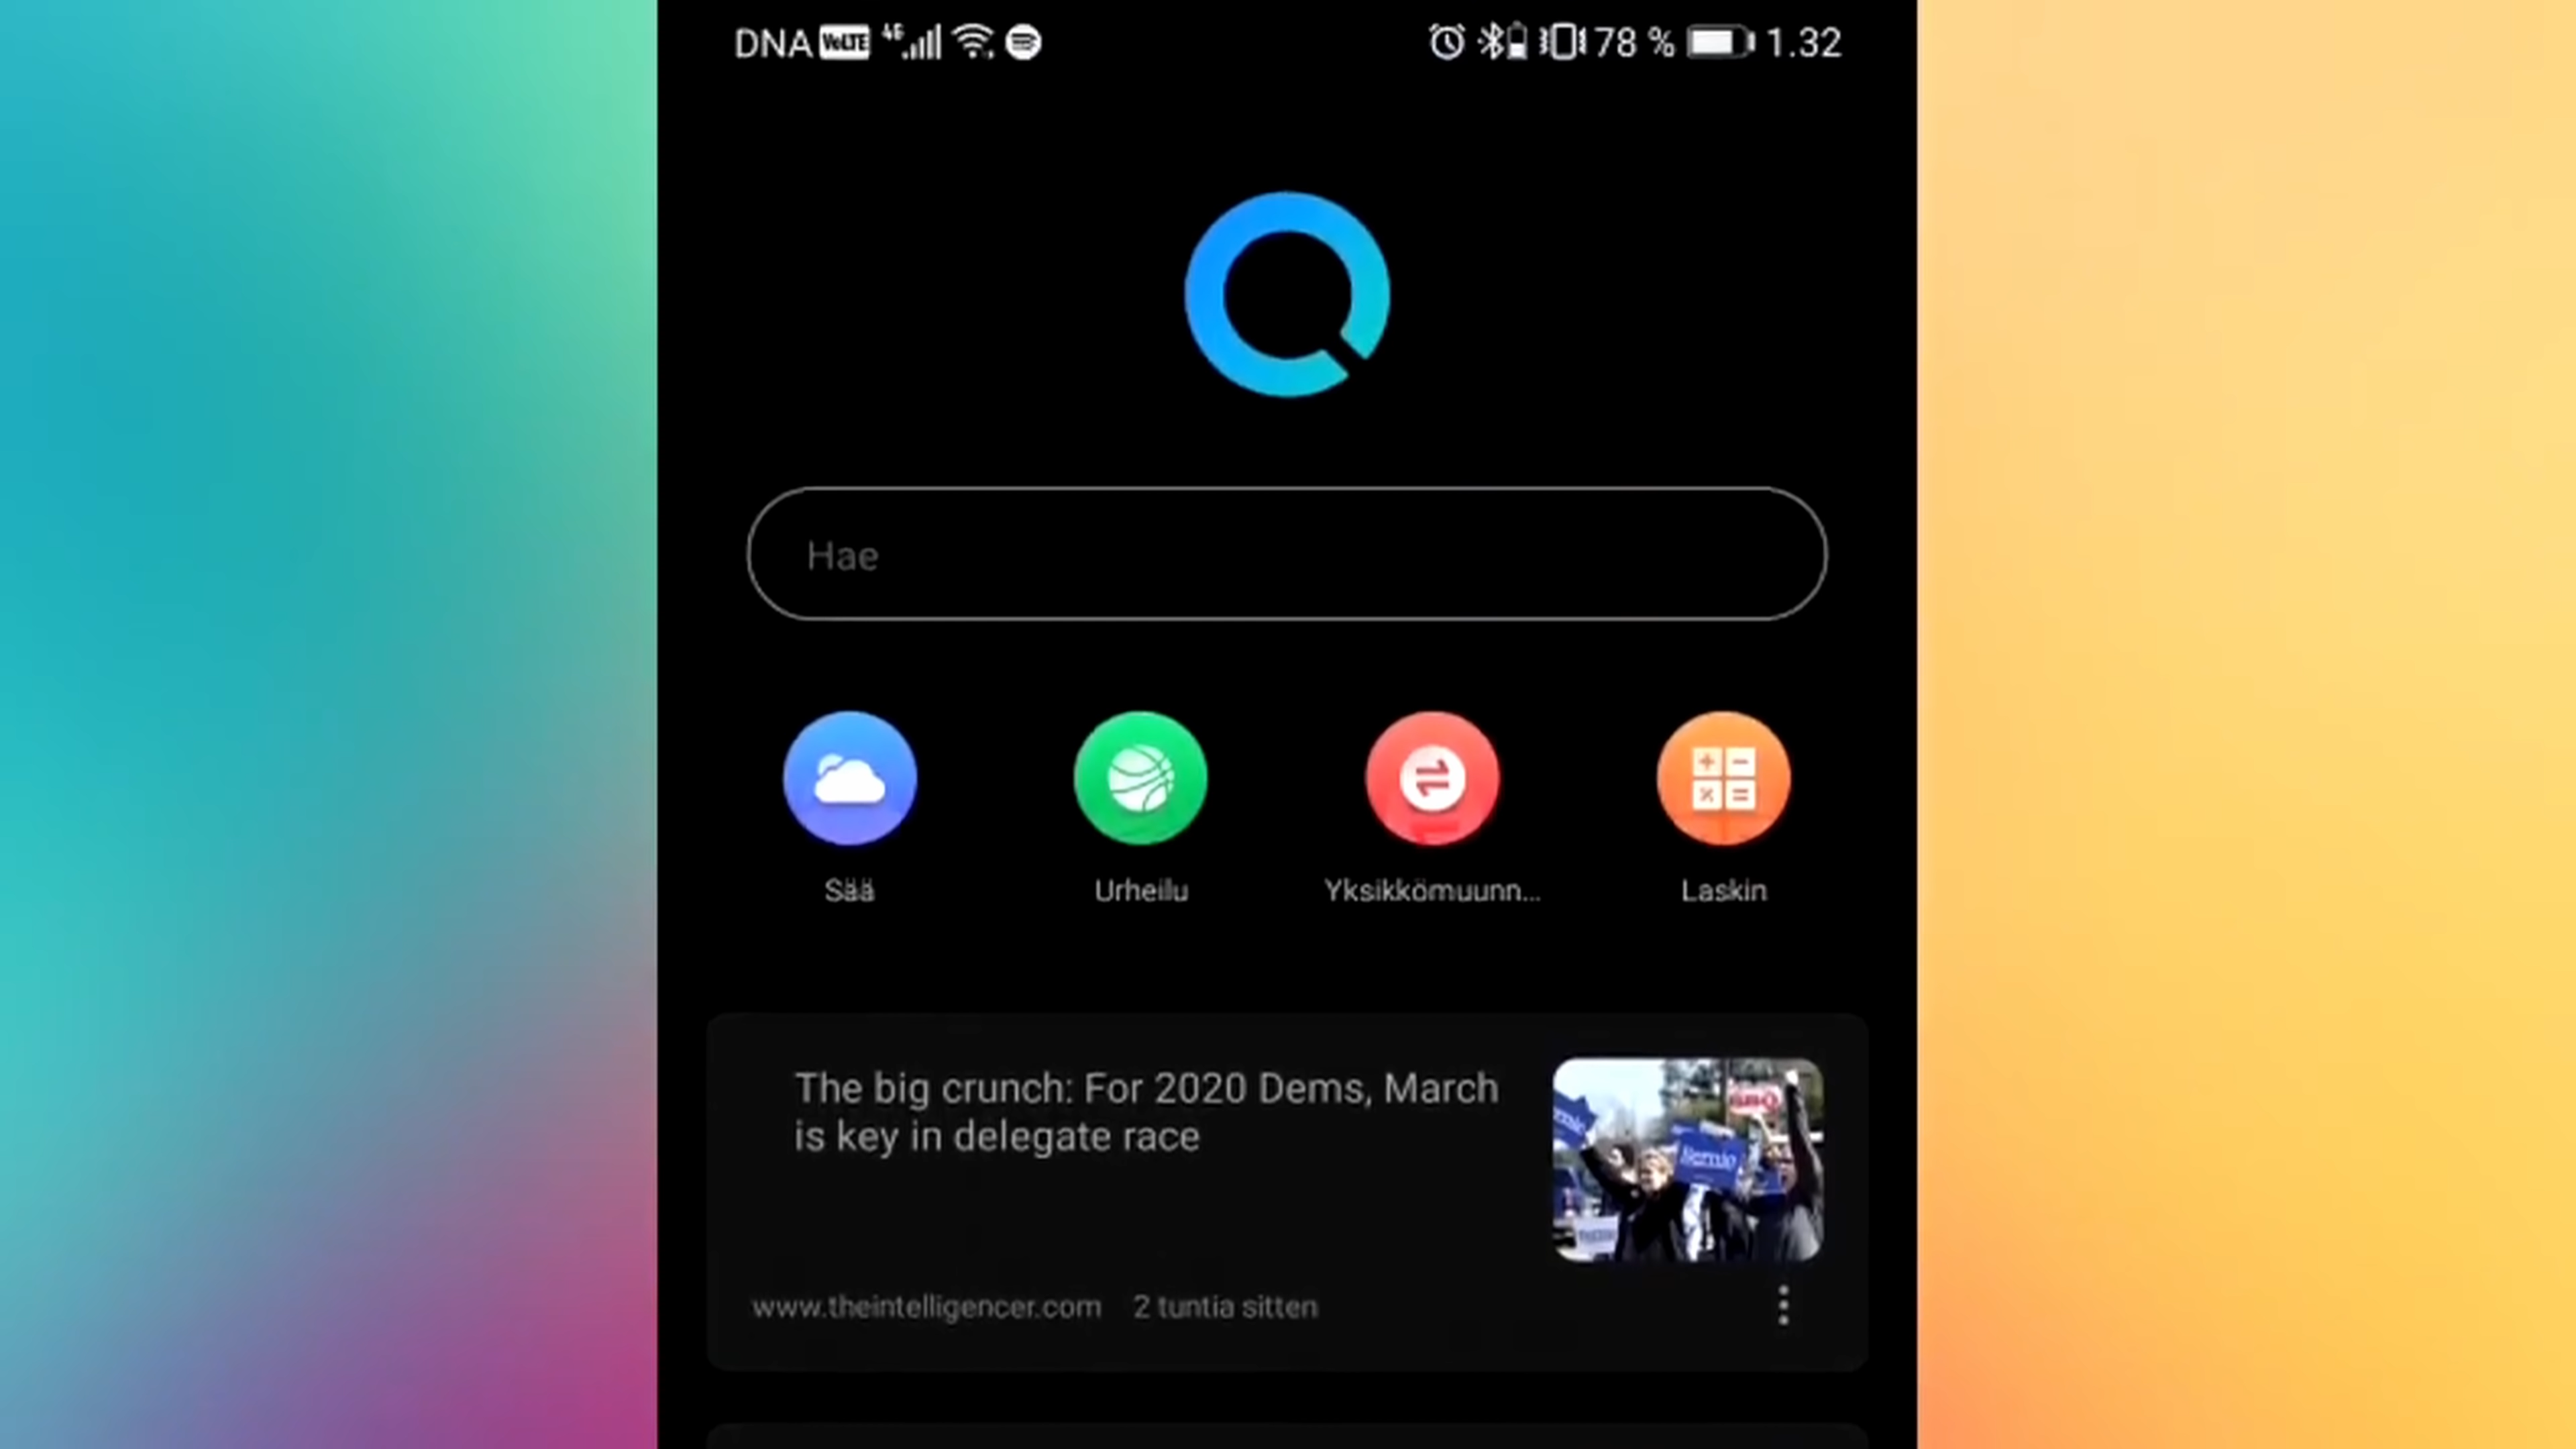 DNA VoLTE 4G 78 % 1.32
Hae
Sää Urheilu Yksikkömuunn... Laskin
The big crunch: For 2020 Dems, March
is key in delegate race
Bernie
www.theintelligencer.com 2 tuntia sitten